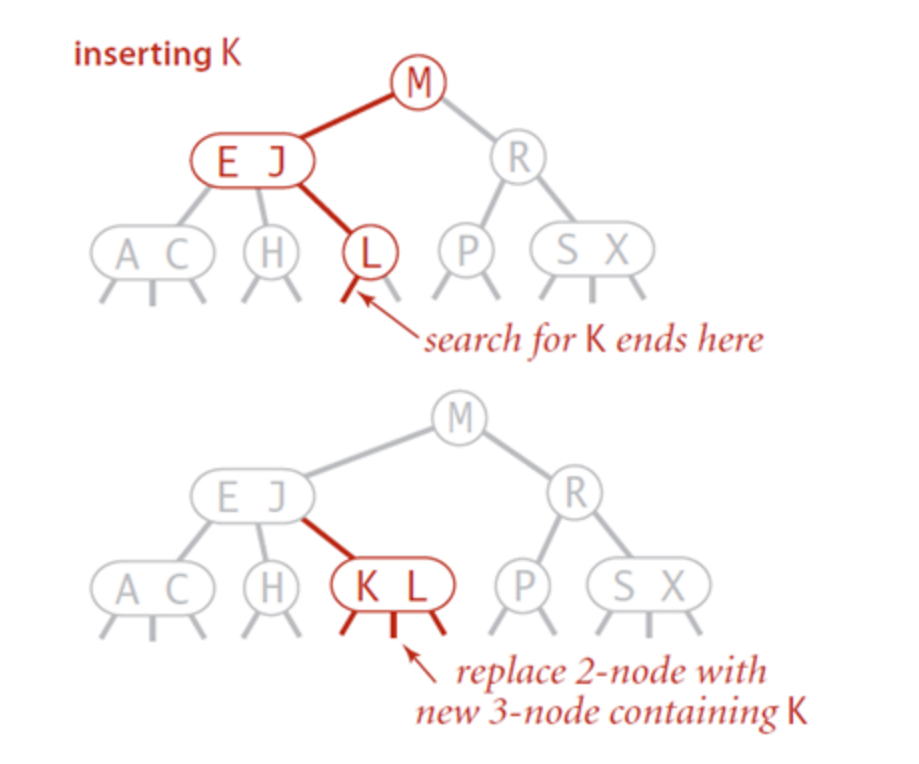 inserting K
M
E J
R
A C
H
L
P
S X
search for K ends here
M
E J
R
A C
H
K L
P
S X
replace 2-node with
new 3-node containing K